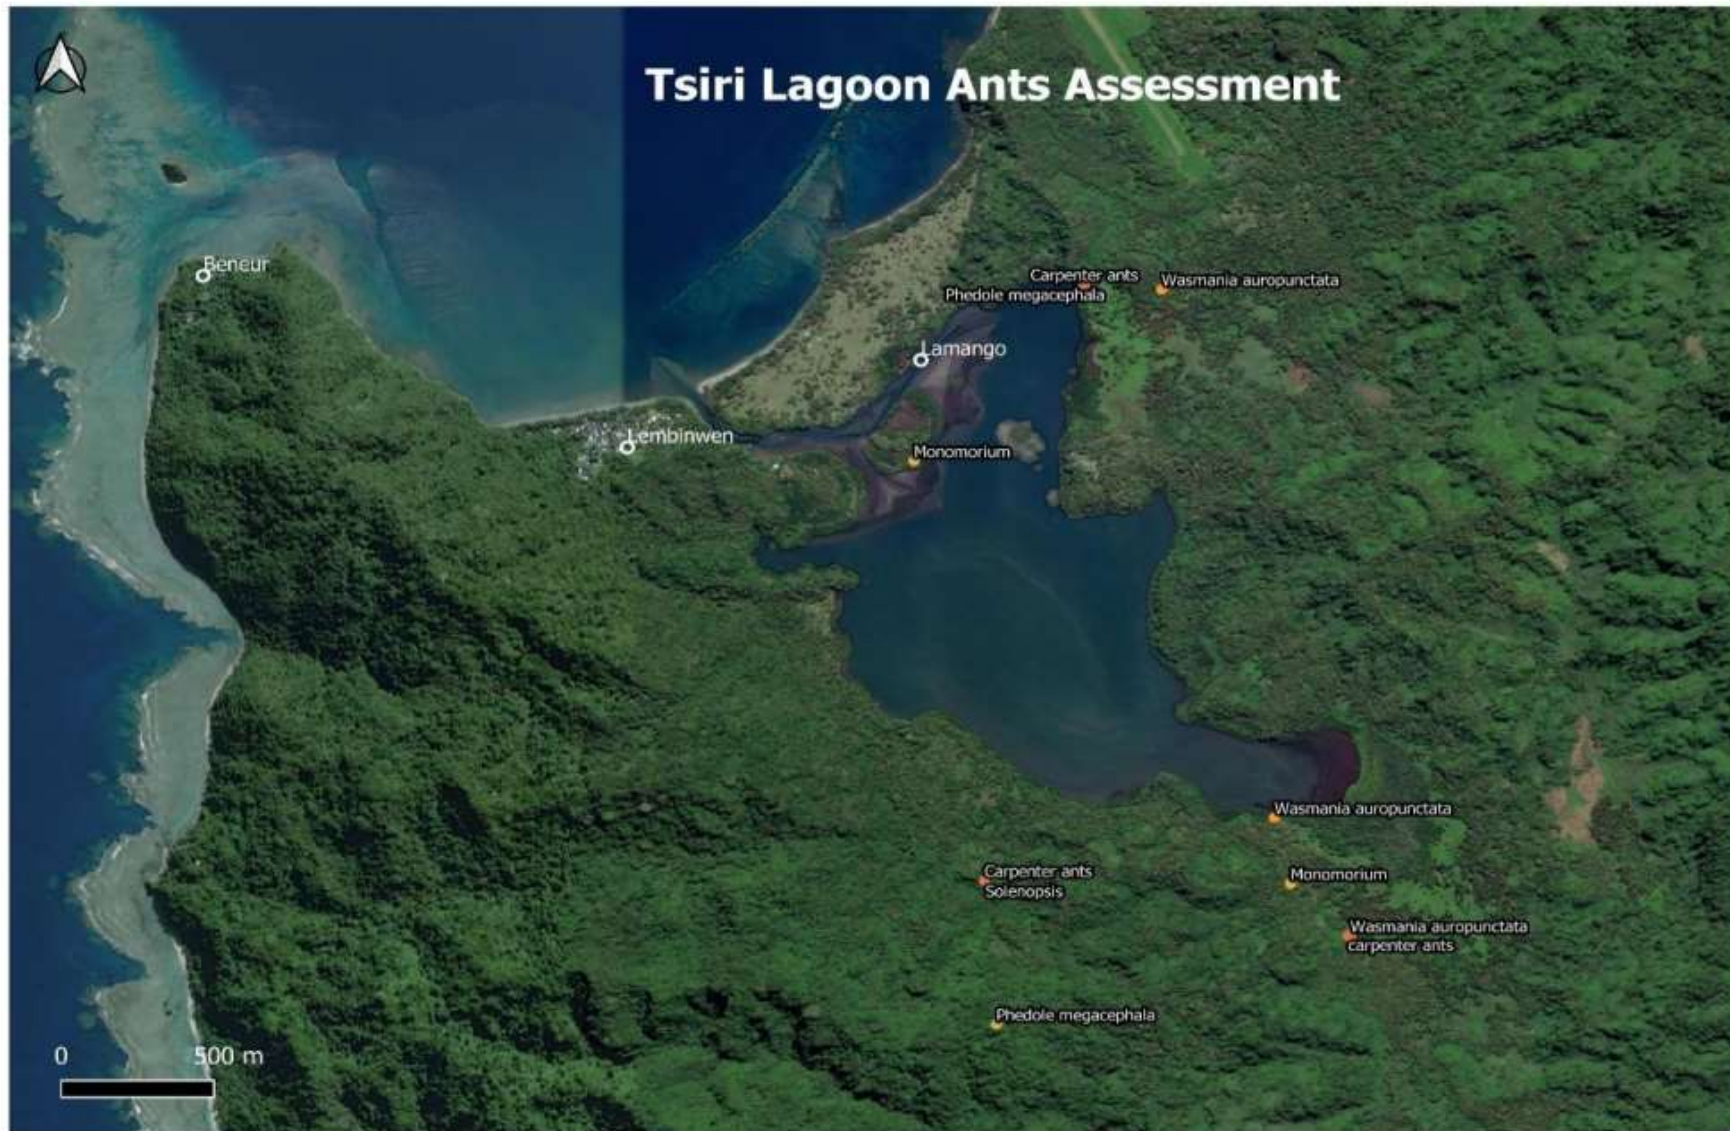 Tsiri Lagoon Ants Assessment
Beneur
Carpenter ants
Phedole megacephala
Wasmania auropunctata
Lamango
Lembinwen
Monomorium
Wasmania auropunctata
Carpenter ants
Solenopsis
Monomorium
Wasmania auropunctata
carpenter ants
Phedole megacephala
0 500 m